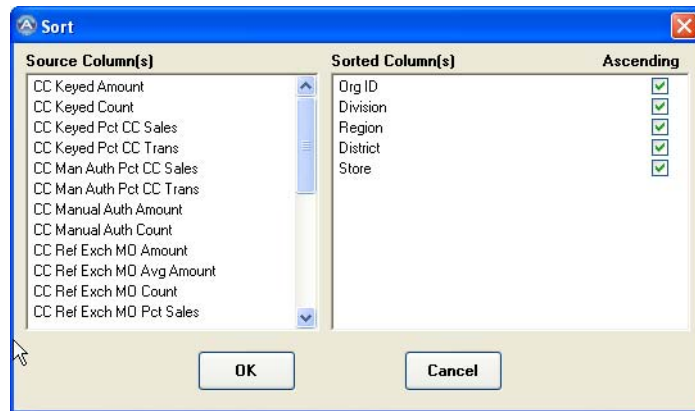 Sort
Source Column(s)
CC Keyed Amount
CC Keyed Count
CC Keyed Pct CC Sales
CC Keyed Pct CC Trans
CC Man Auth Pct CC Sales
CC Man Auth Pct CC Trans
CC Manual Auth Amount
CC Manual Auth Count
CC Ref Exch MO Amount
CC Ref Exch MO Avg Amount
CC Ref Exch MO Count
CC Ref Exch MO Pct Sales
Sorted Column(s) Ascending
Org ID
Division
Region
District
Store
OK Cancel